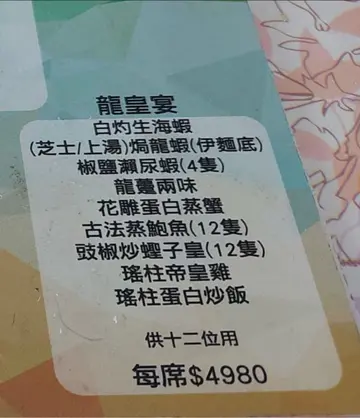 龍皇宴
白灼生海蝦
(芝士/上湯)焗龍蝦(伊麵底)
椒鹽瀨尿蝦(4隻)
龍躉兩味
花雕蛋白蒸蟹
古法蒸鮑魚(12隻)
豉椒炒蟶子皇(12隻)
瑤柱帝皇雞
瑤柱蛋白炒飯
供十二位用
每席$4980